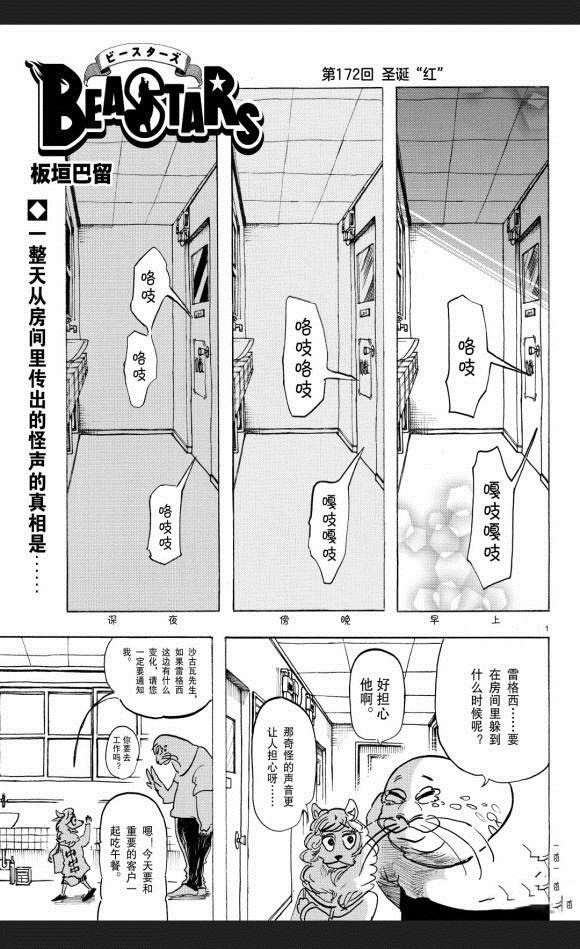 ビースターズ
BEASTARS
第172回 圣诞“红”
板垣巴留
一整天从房间里传出的怪声的真相是……
咯吱
嘎吱嘎吱
早上
咯吱咯吱
嘎吱嘎吱
傍晚
咯吱
咯吱
咯吱吱
深夜
1
雷格西……要
在房间里躲到
什么时候呢？
好担心
他啊。
那奇怪的声音更
让人担心呀……
沙古瓦先生，
如果雷格西
这边有什么
变化，请您
一定要通知
我。
你要去
工作吗？
嗯！今天要和
重要的客户一
起吃午餐。